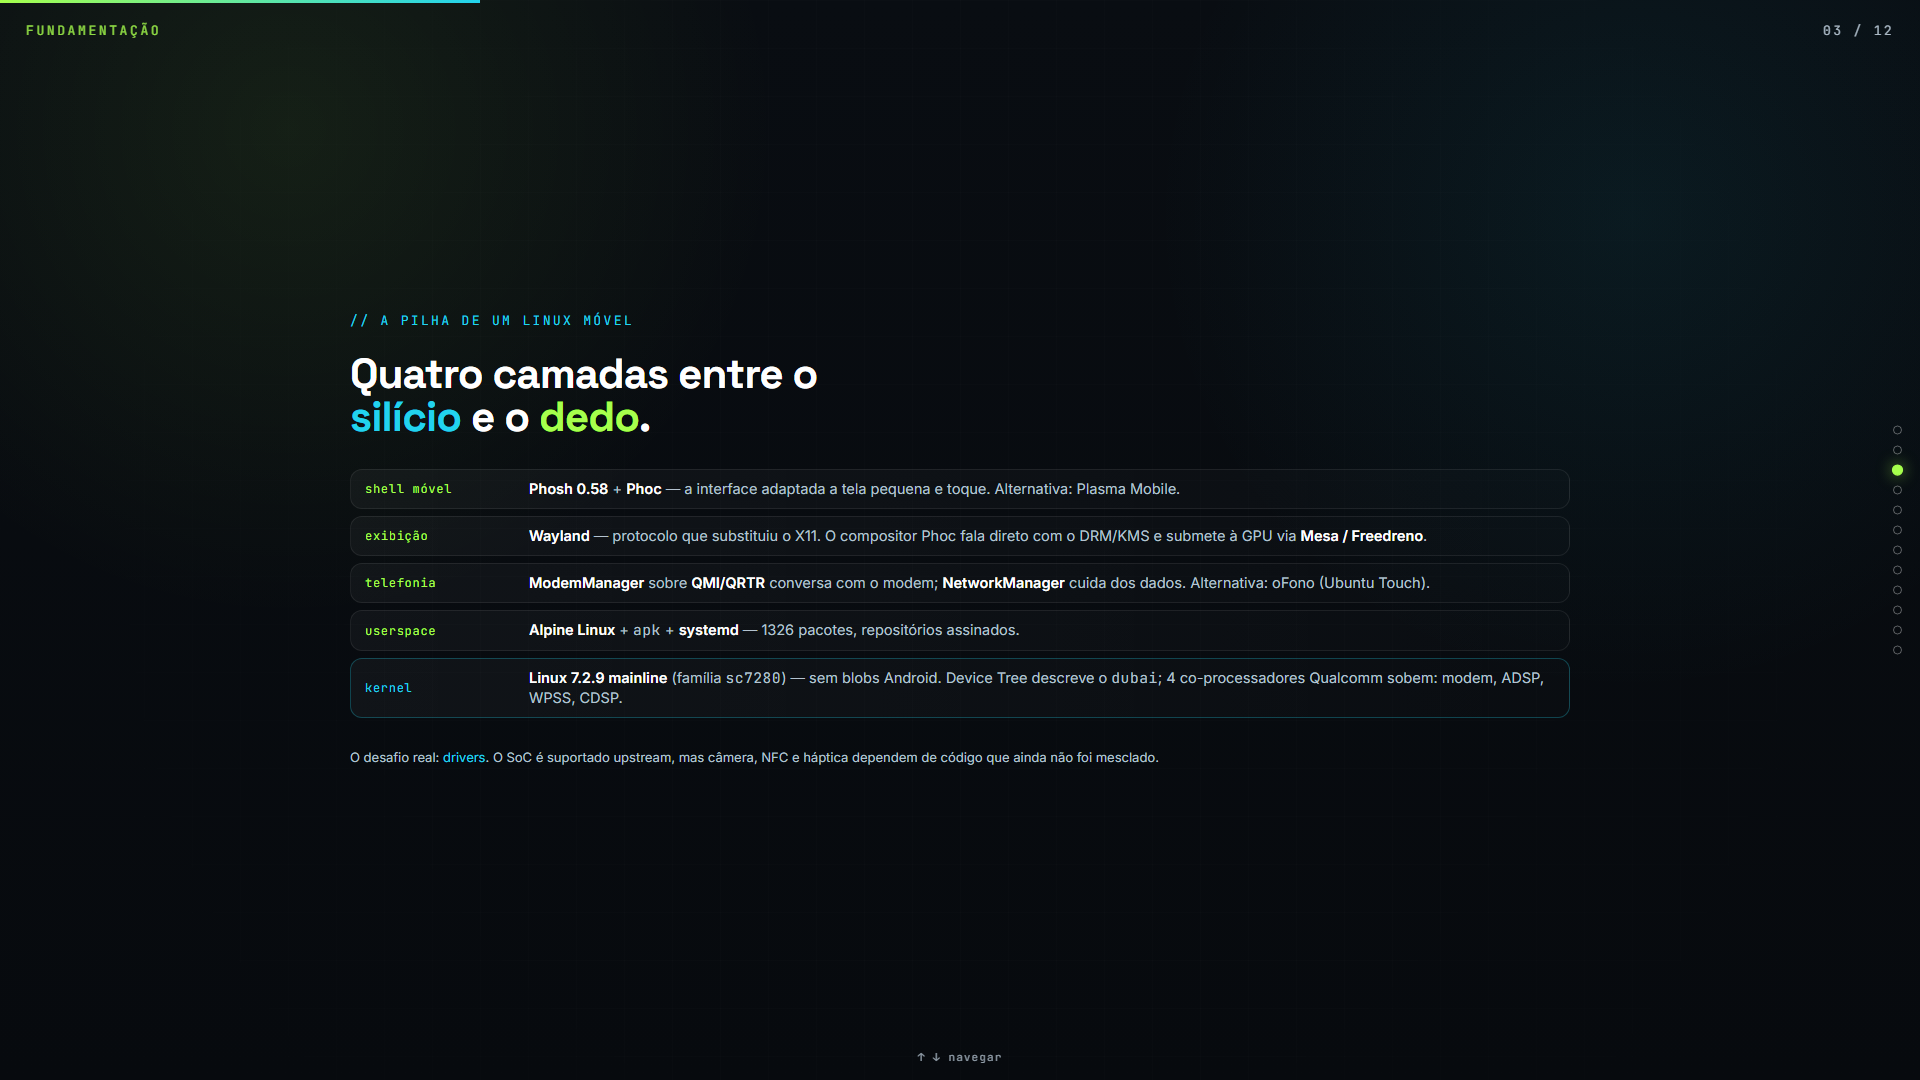 FUNDAMENTAÇÃO
03 / 12
// A PILHA DE UM LINUX MÓVEL
Quatro camadas entre o
silício e o dedo.
shell móvel
Phosh 0.58 + Phoc — a interface adaptada a tela pequena e toque. Alternativa: Plasma Mobile.
exibição
Wayland — protocolo que substituiu o X11. O compositor Phoc fala direto com o DRM/KMS e submete à GPU via Mesa / Freedreno.
telefonia
ModemManager sobre QMI/QRTR conversa com o modem; NetworkManager cuida dos dados. Alternativa: oFono (Ubuntu Touch).
userspace
Alpine Linux + apk + systemd — 1326 pacotes, repositórios assinados.
kernel
Linux 7.2.9 mainline (família sc7280) — sem blobs Android. Device Tree descreve o dubai; 4 co-processadores Qualcomm sobem: modem, ADSP,
WPSS, CDSP.
O desafio real: drivers. O SoC é suportado upstream, mas câmera, NFC e háptica dependem de código que ainda não foi mesclado.
↑ ↓ navegar